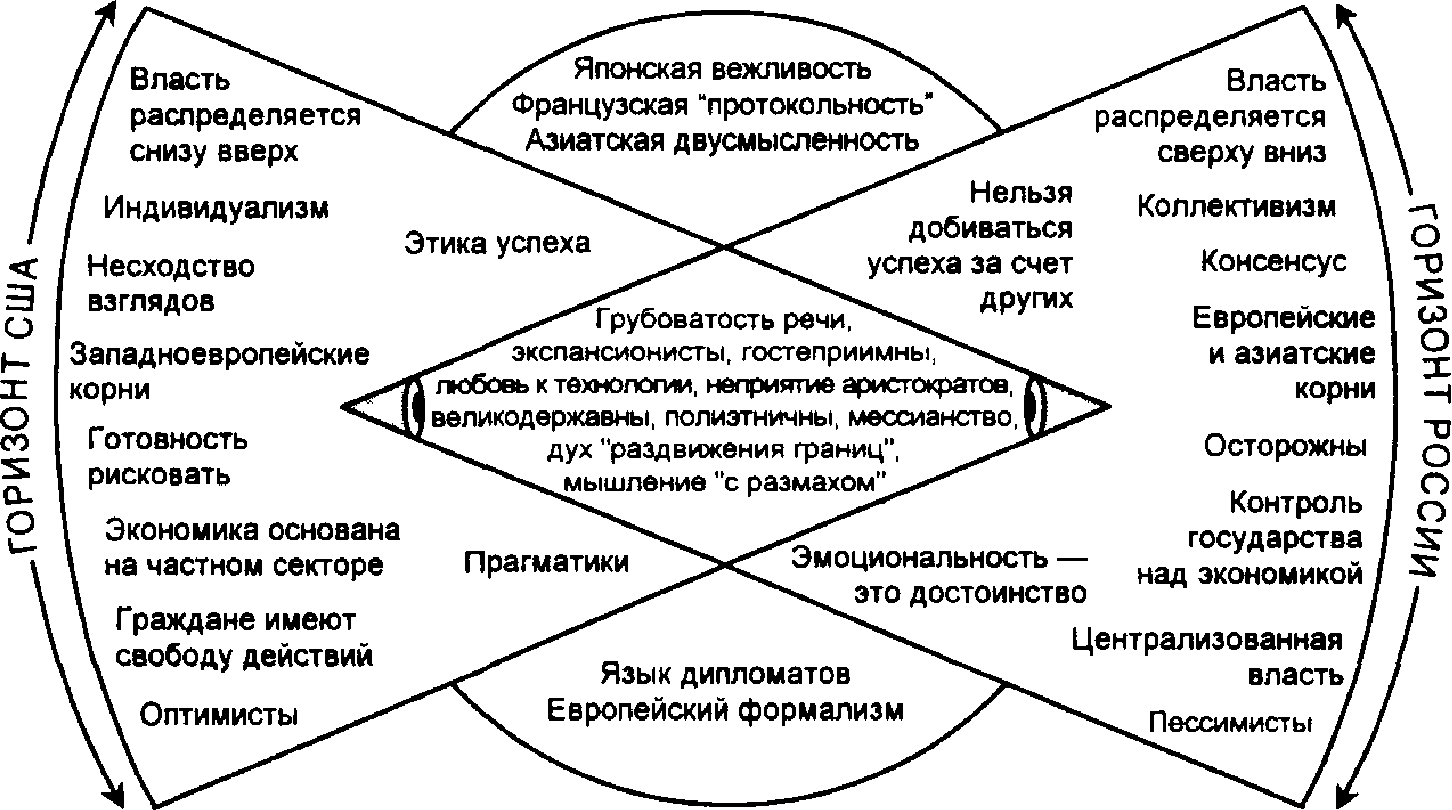 ГОРИЗОНТ США
Власть
распределяется
снизу вверх
Индивидуализм
Этика успеха
Несходство
взглядов
Западноевропейские
корни
Готовность
рисковать
Экономика основана
на частном секторе
Прагматики
Граждане имеют
свободу действий
Оптимисты
Японская вежливость
Французская "протокольность"
Азиатская двусмысленность
Грубоватость речи,
экспансионисты, гостеприимны,
любовь к технологии, неприятие аристократов,
великодержавны, полиэтничны, мессианство,
дух "раздвижения границ",
мышление "с размахом"
Язык дипломатов
Европейский формализм
Власть
распределяется
сверху вниз
Нельзя
добиваться
успеха за счет
других
Коллективизм
Консенсус
Европейские
и азиатские
корни
Осторожны
Контроль
государства
над экономикой
Эмоциональность —
это достоинство
Централизованная
власть
Пессимисты
ГОРИЗОНТ РОССИИ